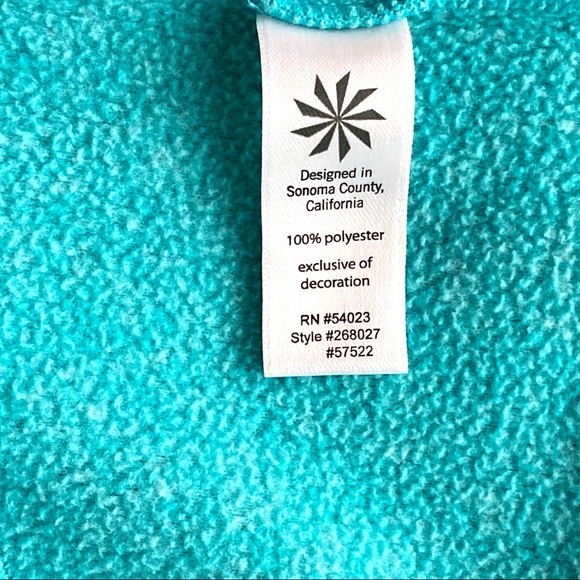 Designed in
Sonoma County,
California
100% polyester
exclusive of
decoration
RN #54023
Style #268027
#57522